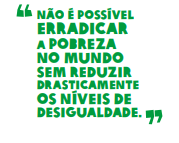 “NÃO É POSSÍVEL
ERRADICAR
A POBREZA
NO MUNDO
SEM REDUZIR
DRASTICAMENTE
OS NÍVEIS DE
DESIGUALDADE.”